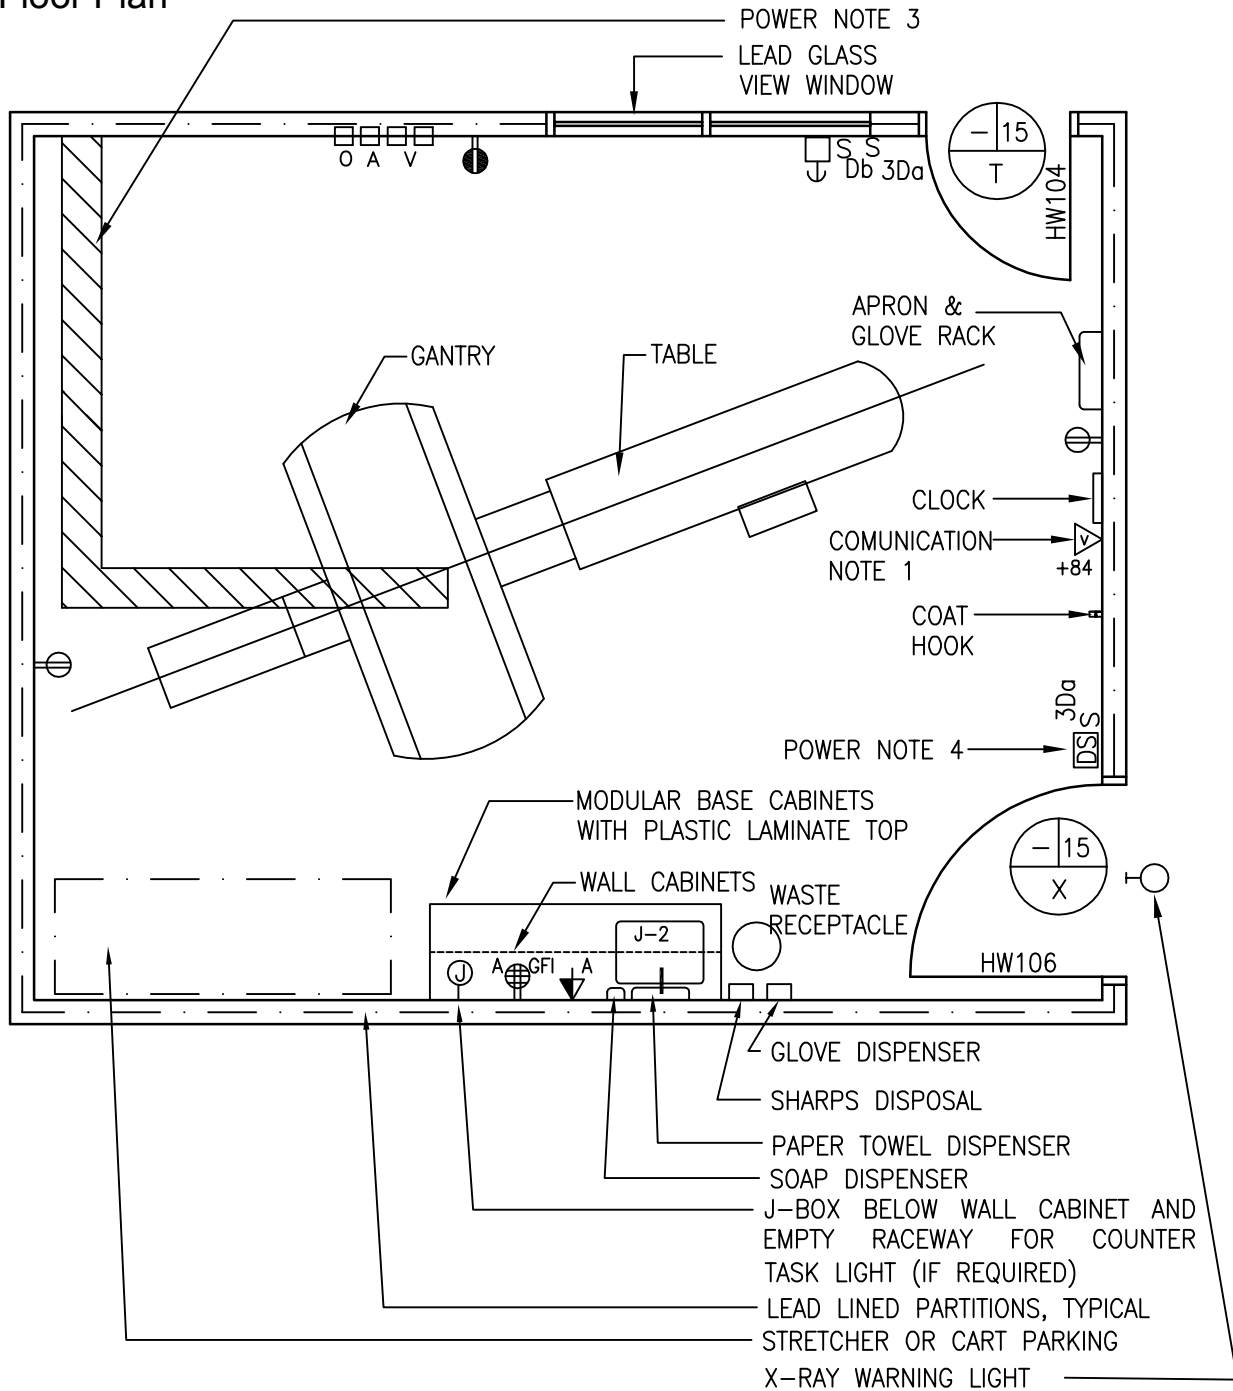 Floor Plan
POWER NOTE 3
LEAD GLASS
VIEW WINDOW
O A V
S S
Db 3Da
– 15
T
HW104
APRON &
GLOVE RACK
GANTRY
TABLE
CLOCK
COMUNICATION
NOTE 1
V
+84
COAT
HOOK
3Da
S
DS
POWER NOTE 4
MODULAR BASE CABINETS
WITH PLASTIC LAMINATE TOP
– 15
X
WALL CABINETS
WASTE
RECEPTACLE
J–2
J
A GFI A
HW106
GLOVE DISPENSER
SHARPS DISPOSAL
PAPER TOWEL DISPENSER
SOAP DISPENSER
J–BOX BELOW WALL CABINET AND
EMPTY RACEWAY FOR COUNTER
TASK LIGHT (IF REQUIRED)
LEAD LINED PARTITIONS, TYPICAL
STRETCHER OR CART PARKING
X–RAY WARNING LIGHT